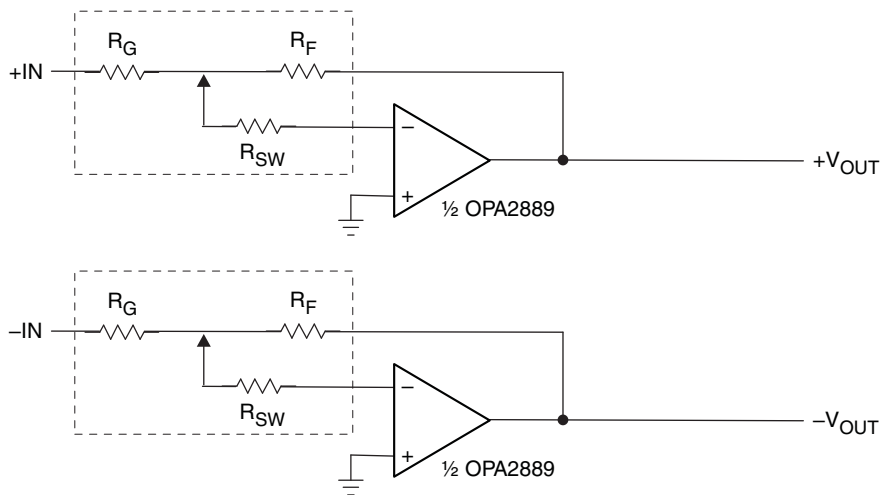 R_G
R_F
+IN
R_SW
−
+
+V_OUT
½ OPA2889
R_G
R_F
–IN
R_SW
−
+
–V_OUT
½ OPA2889